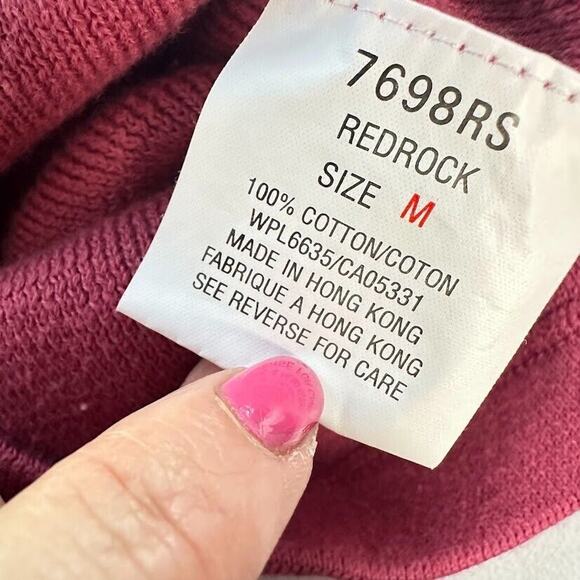 7698RS
REDROCK
SIZE M
100% COTTON/COTON
WPL6635/CA05331
MADE IN HONG KONG
FABRIQUE A HONG KONG
SEE REVERSE FOR CARE